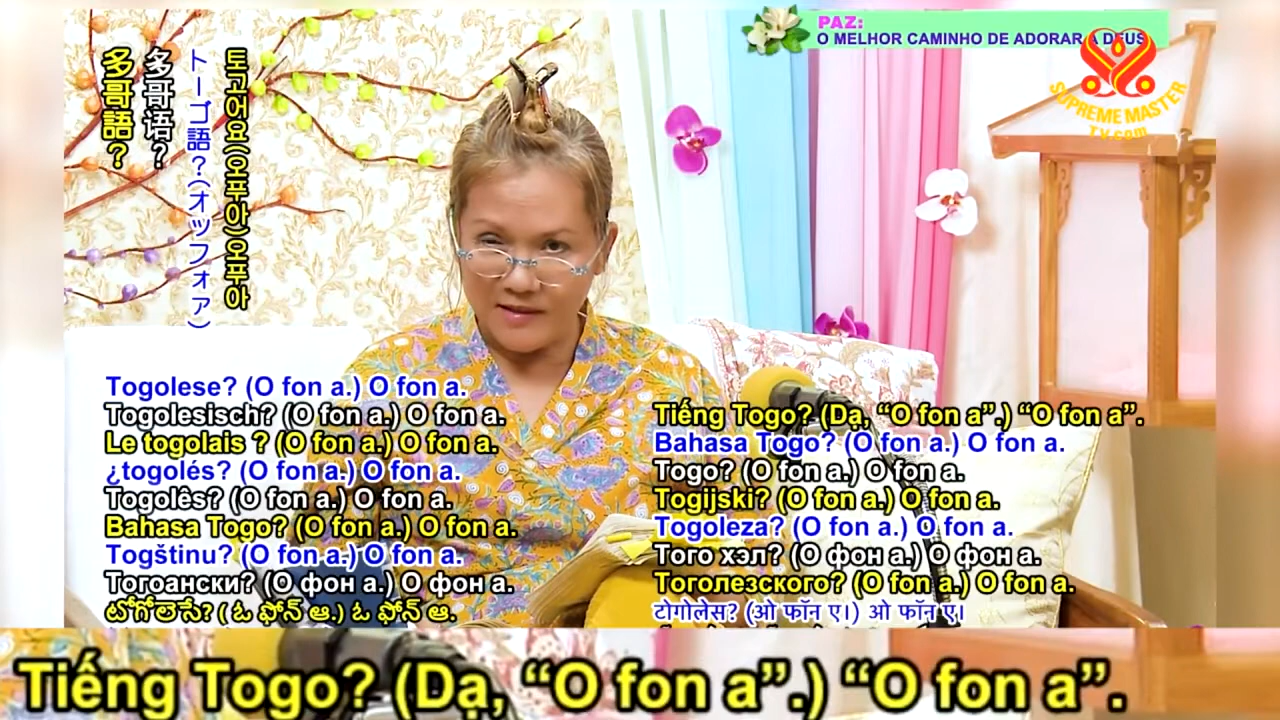 PAZ:
O MELHOR CAMINHO DE ADORAR A DEUS
SUPREME MASTER
TV.com
多哥語？
多哥语？
トーゴ語？(オッフォア)
토고어요(오푸아)오푸아
Togolese? (O fon a.) O fon a.
Togolesisch? (O fon a.) O fon a.
Le togolais ? (O fon a.) O fon a.
¿togolés? (O fon a.) O fon a.
Togolês? (O fon a.) O fon a.
Bahasa Togo? (O fon a.) O fon a.
Togštinu? (O fon a.) O fon a.
Тогоански? (О фон а.) О фон а.
టోగోలెసే? ( ఓ ఫోన్ ఆ.) ఓ ఫోన్ ఆ.
Tiếng Togo? (Dạ, “O fon a”.) “O fon a”.
Bahasa Togo? (O fon a.) O fon a.
Togo? (O fon a.) O fon a.
Togijski? (O fon a.) O fon a.
Togoleza? (O fon a.) O fon a.
Того хэл? (О фон а.) О фон а.
Тоголезского? (O fon a.) O fon a.
टोगोलेस? (ओ फॉन ए।) ओ फॉन ए।
Tiếng Togo? (Dạ, “O fon a”.) “O fon a”.